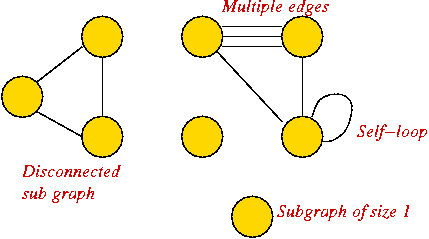 Multiple edges
Self-loop
Disconnected
sub graph
Subgraph of size 1